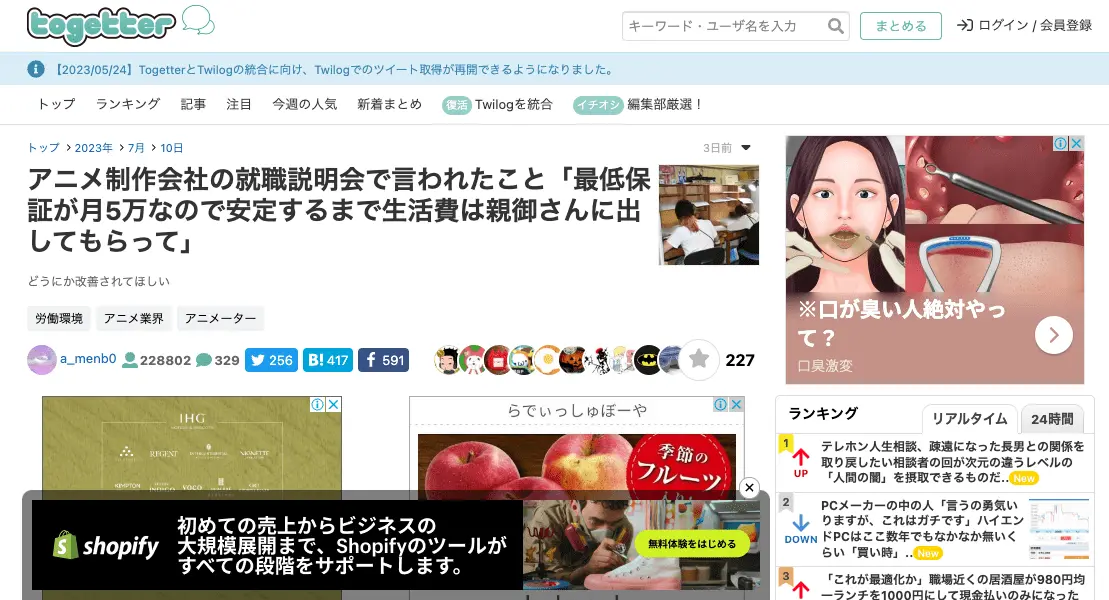 togetter
キーワード・ユーザ名を入力
まとめる
ログイン / 会員登録
【2023/05/24】TogetterとTwilogの統合に向け、Twilogでのツイート取得が再開できるようになりました。
トップ ランキング 記事 注目 今週の人気 新着まとめ 復活 Twilogを統合 イチオシ 編集部厳選！
トップ 2023年 7月 10日
3日前
アニメ制作会社の就職説明会で言われたこと「最低保
証が月5万なので安定するまで生活費は親御さんに出
してもらって」
どうにか改善されてほしい
労働環境 アニメ業界 アニメーター
a_menb0 228802 329 256 B! 417 591
227
※口が臭い人絶対やっ
て？
口臭激変
IHG
REGENT
VIGNETTE
KIMPTON
INDIGO
voco
らでぃっしゅぼーや
季節の
フルーツ
shopify
初めての売上からビジネスの
大規模展開まで、Shopifyのツールが
すべての段階をサポートします。
無料体験をはじめる
ランキング
リアルタイム 24時間
1
UP
テレホン人生相談、疎遠になった長男との関係を
取り戻したい相談者の回が次元の違うレベルの
「人間の闇」を摂取できるものだ.. New
2
DOWN
PCメーカーの中の人「言うの勇気い
りますが、これはガチです」ハイエン
ドPCはここ数年でもなかなか無いく
らい「買い時」.. New
3
「これが最適化か」職場近くの居酒屋が980円均
一ランチを1000円にして現金払いのみになった